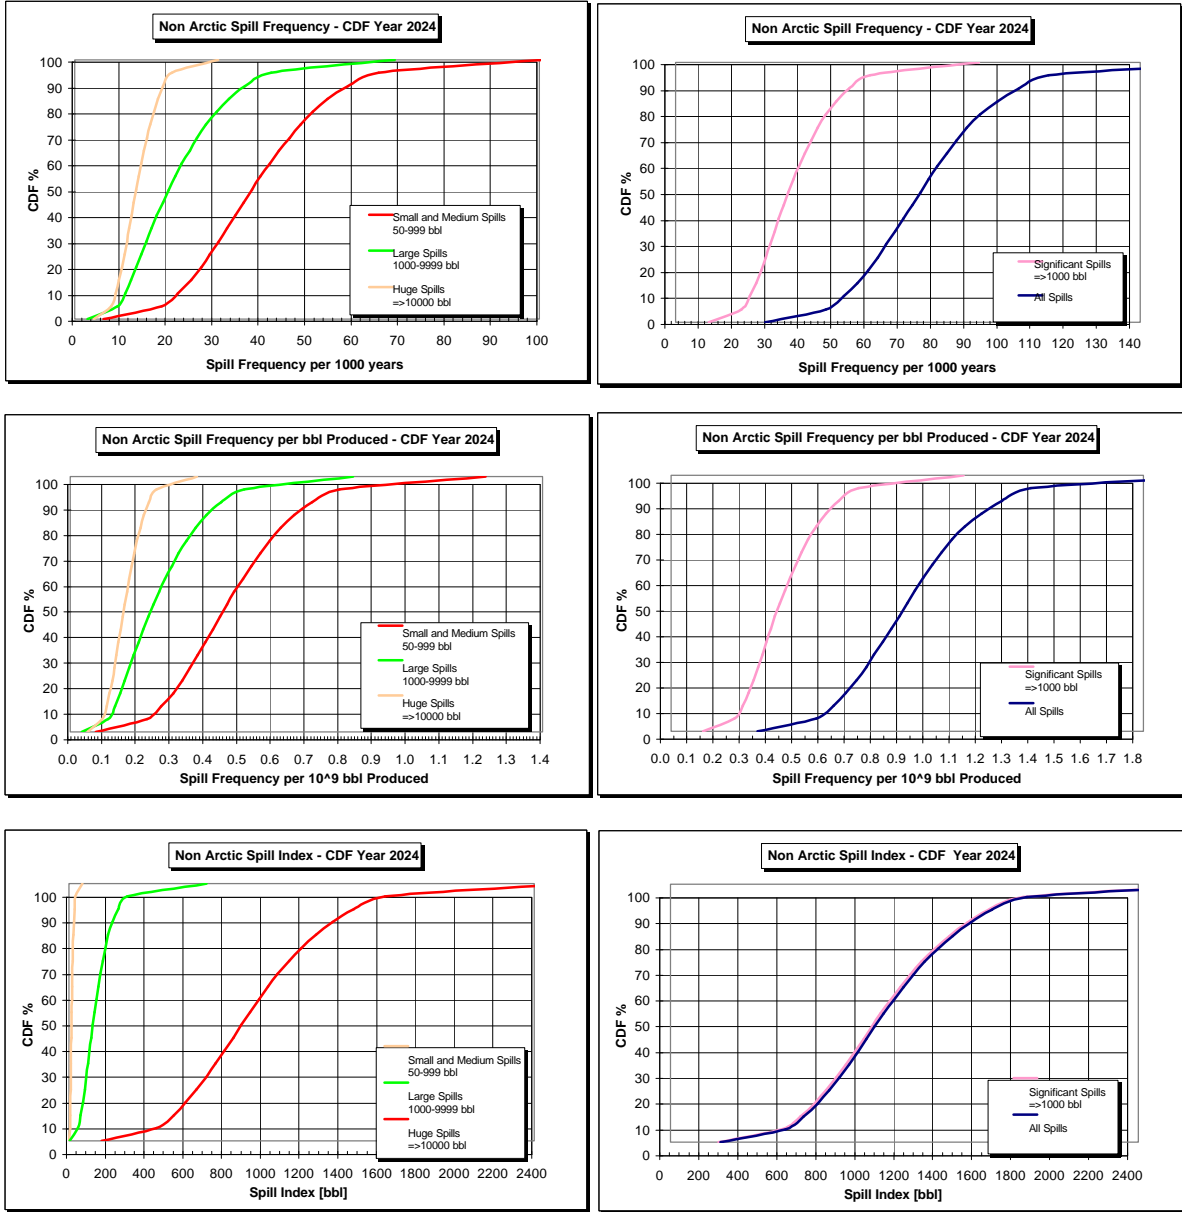 Non Arctic Spill Frequency - CDF Year 2024
CDF %
100
90
80
70
60
50
40
30
20
10
0
Small and Medium Spills
50-999 bbl
Large Spills
1000-9999 bbl
Huge Spills
=>10000 bbl
0 10 20 30 40 50 60 70 80 90 100
Spill Frequency per 1000 years
Non Arctic Spill Frequency - CDF Year 2024
CDF %
100
90
80
70
60
50
40
30
20
10
0
Significant Spills
=>1000 bbl
All Spills
0 10 20 30 40 50 60 70 80 90 100 110 120 130 140
Spill Frequency per 1000 years
Non Arctic Spill Frequency per bbl Produced - CDF Year 2024
CDF %
100
90
80
70
60
50
40
30
20
10
0
Small and Medium Spills
50-999 bbl
Large Spills
1000-9999 bbl
Huge Spills
=>10000 bbl
0.0 0.1 0.2 0.3 0.4 0.5 0.6 0.7 0.8 0.9 1.0 1.1 1.2 1.3 1.4
Spill Frequency per 10^9 bbl Produced
Non Arctic Spill Frequency per bbl Produced - CDF Year 2024
CDF %
100
90
80
70
60
50
40
30
20
10
0
Significant Spills
=>1000 bbl
All Spills
0.0 0.1 0.2 0.3 0.4 0.5 0.6 0.7 0.8 0.9 1.0 1.1 1.2 1.3 1.4 1.5 1.6 1.7 1.8
Spill Frequency per 10^9 bbl Produced
Non Arctic Spill Index - CDF Year 2024
CDF %
100
90
80
70
60
50
40
30
20
10
0
Small and Medium Spills
50-999 bbl
Large Spills
1000-9999 bbl
Huge Spills
=>10000 bbl
0 200 400 600 800 1000 1200 1400 1600 1800 2000 2200 2400
Spill Index [bbl]
Non Arctic Spill Index - CDF  Year 2024
CDF %
100
90
80
70
60
50
40
30
20
10
0
Significant Spills
=>1000 bbl
All Spills
0 200 400 600 800 1000 1200 1400 1600 1800 2000 2200 2400
Spill Index [bbl]